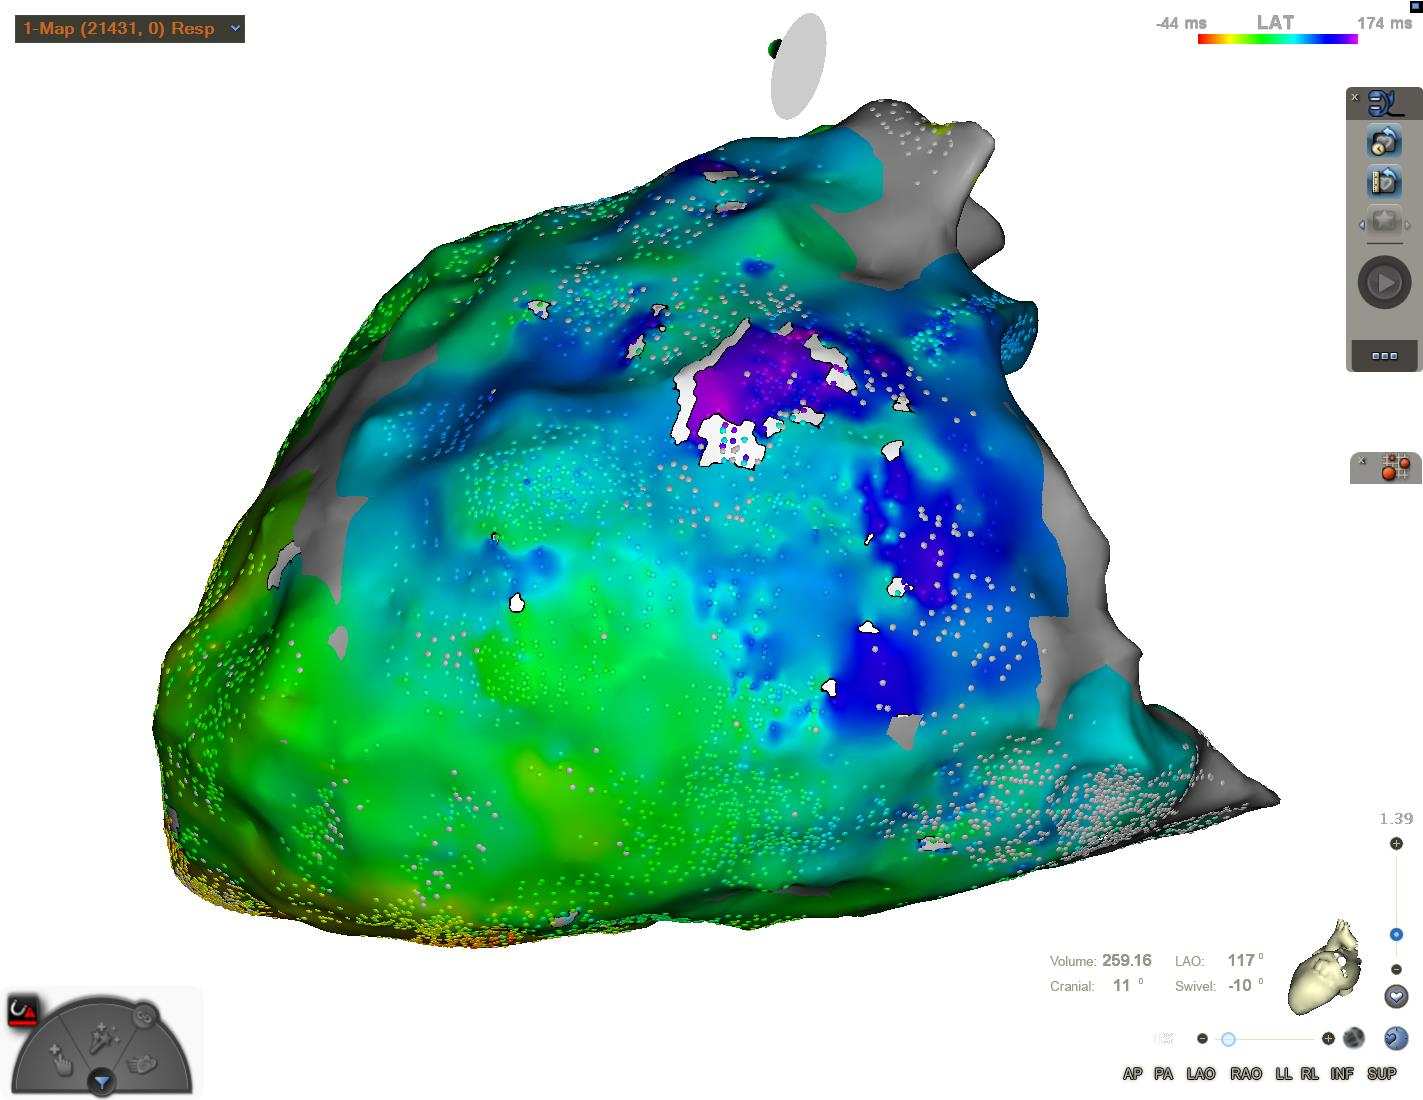 1-Map (21431, 0) Resp
-44 ms LAT 174 ms
1.39
Volume: 259.16 LAO: 117 °
Cranial: 11 ° Swivel: -10 °
AP PA LAO RAO LL RL INF SUP